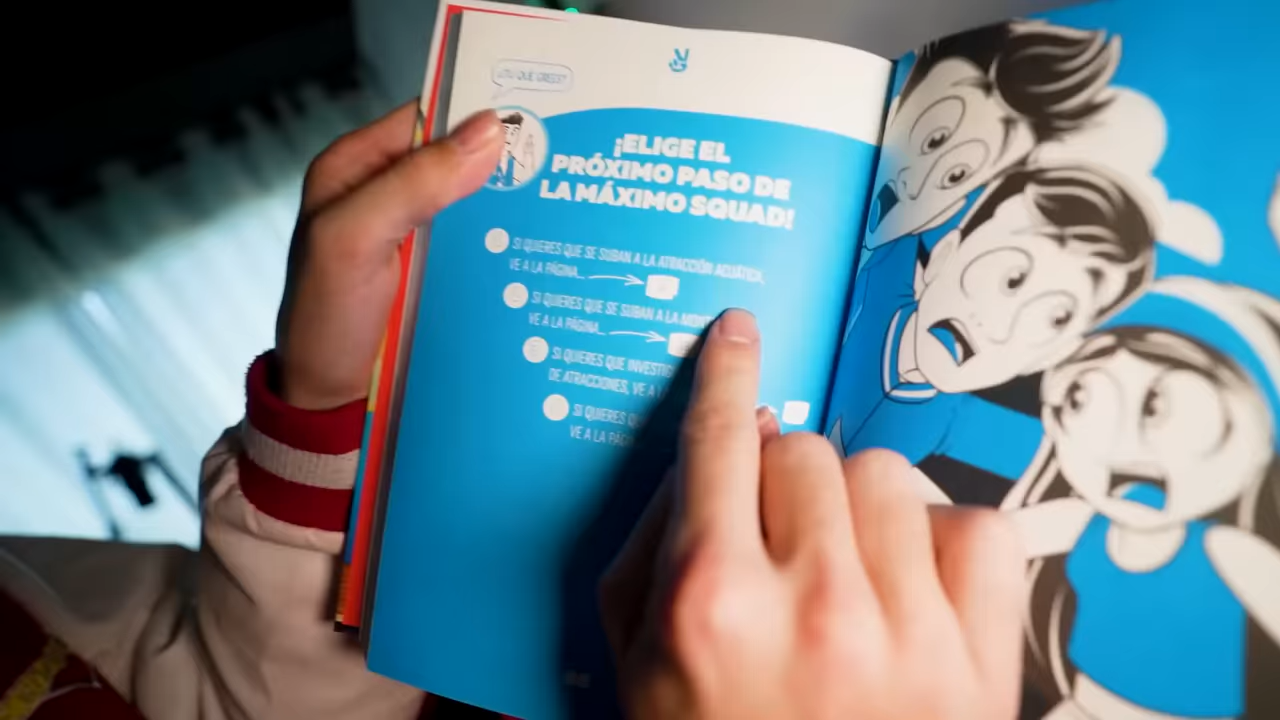 ¿TÚ QUÉ CREES?
¡ELIGE EL
PRÓXIMO PASO DE
LA MÁXIMO SQUAD!
SI QUIERES QUE SE SUBAN A LA ATRACCIÓN ACUÁTICA,
VE A LA PÁGINA...
SI QUIERES QUE SE SUBAN A LA
VE A LA PÁGINA...
SI QUIERES QUE
DE ATRACCIONES, VE A
SI QUIERES
VE A LA